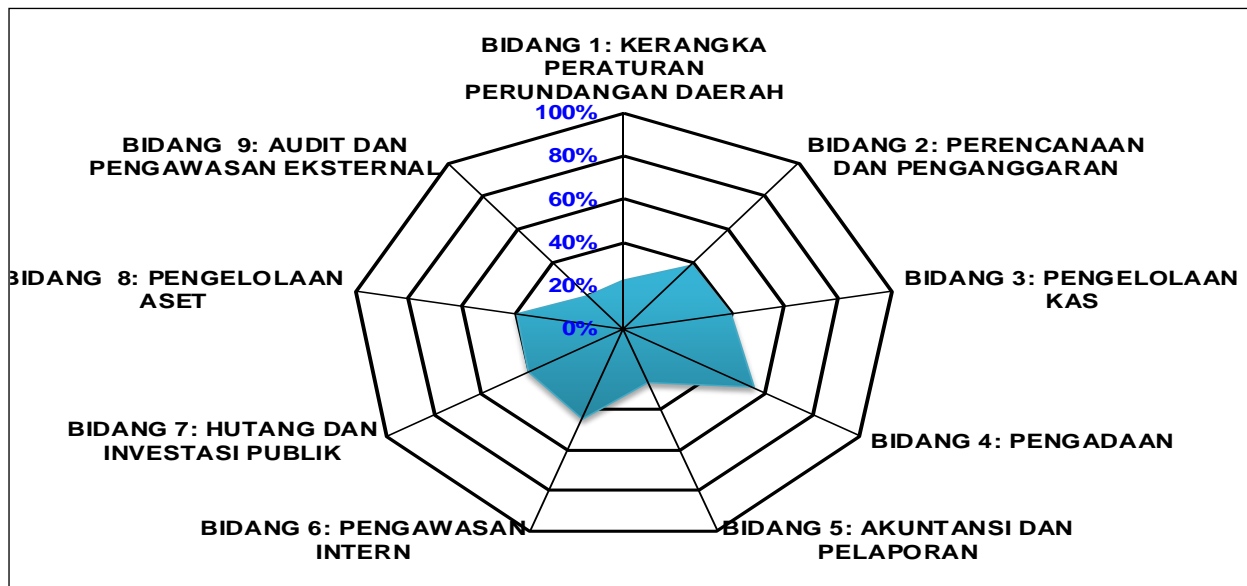 BIDANG 1: KERANGKA
PERATURAN
PERUNDANGAN DAERAH
100%
80%
60%
40%
20%
0%
BIDANG 2: PERENCANAAN
DAN PENGANGGARAN
BIDANG 3: PENGELOLAAN
KAS
BIDANG 4: PENGADAAN
BIDANG 5: AKUNTANSI DAN
PELAPORAN
BIDANG 6: PENGAWASAN
INTERN
BIDANG 7: HUTANG DAN
INVESTASI PUBLIK
BIDANG 8: PENGELOLAAN
ASET
BIDANG 9: AUDIT DAN
PENGAWASAN EKSTERNAL